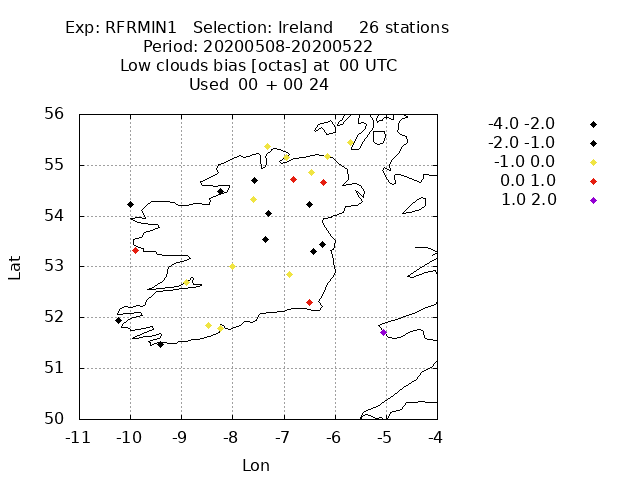 Exp: RFRMIN1 Selection: Ireland 26 stations
Period: 20200508-20200522
Low clouds bias [octas] at 00 UTC
Used 00 + 00 24
56
55
54
53
52
51
50
-11 -10 -9 -8 -7 -6 -5 -4
Lat
Lon
-4.0 -2.0
-2.0 -1.0
-1.0 0.0
0.0 1.0
1.0 2.0